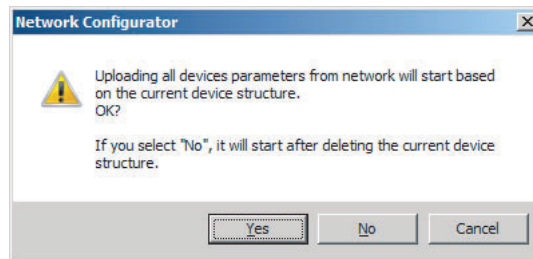 Network Configurator
Uploading all devices parameters from network will start based
on the current device structure.
OK?
If you select "No", it will start after deleting the current device
structure.
Yes
No
Cancel